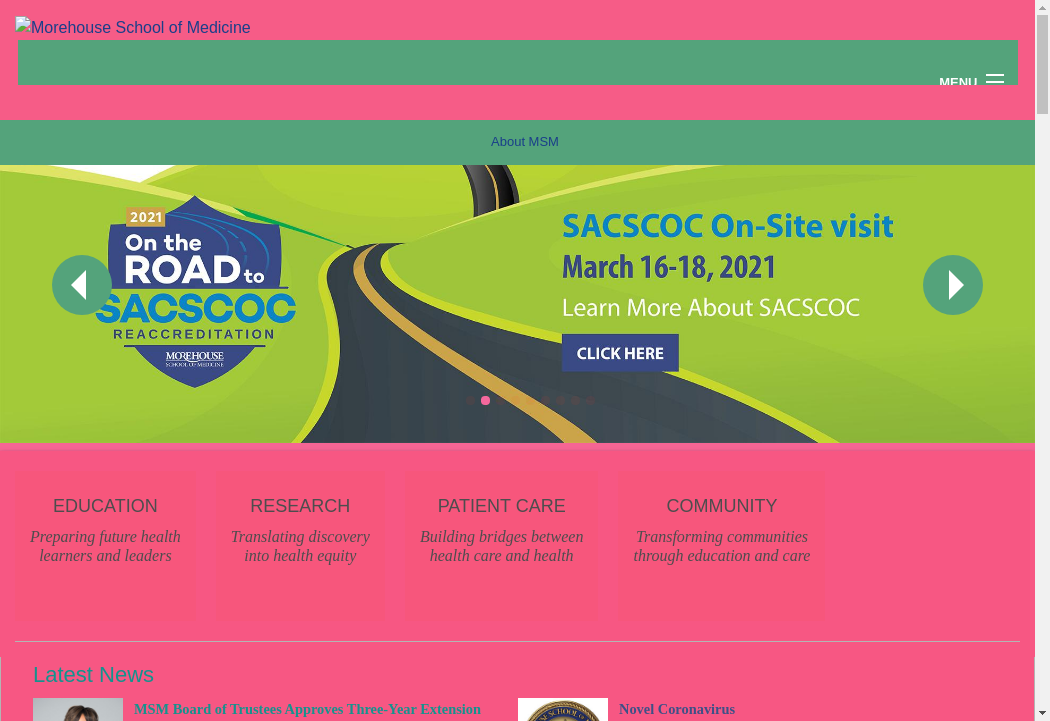 Morehouse School of Medicine
MENU
About MSM
2021
On the
ROAD to
SACSCOC
REACCREDITATION
MOREHOUSE
SCHOOL OF MEDICINE
SACSCOC On-Site visit
March 16-18, 2021
Learn More About SACSCOC
CLICK HERE
EDUCATION
Preparing future health
learners and leaders
RESEARCH
Translating discovery
into health equity
PATIENT CARE
Building bridges between
health care and health
COMMUNITY
Transforming communities
through education and care
Latest News
MSM Board of Trustees Approves Three-Year Extension
Novel Coronavirus